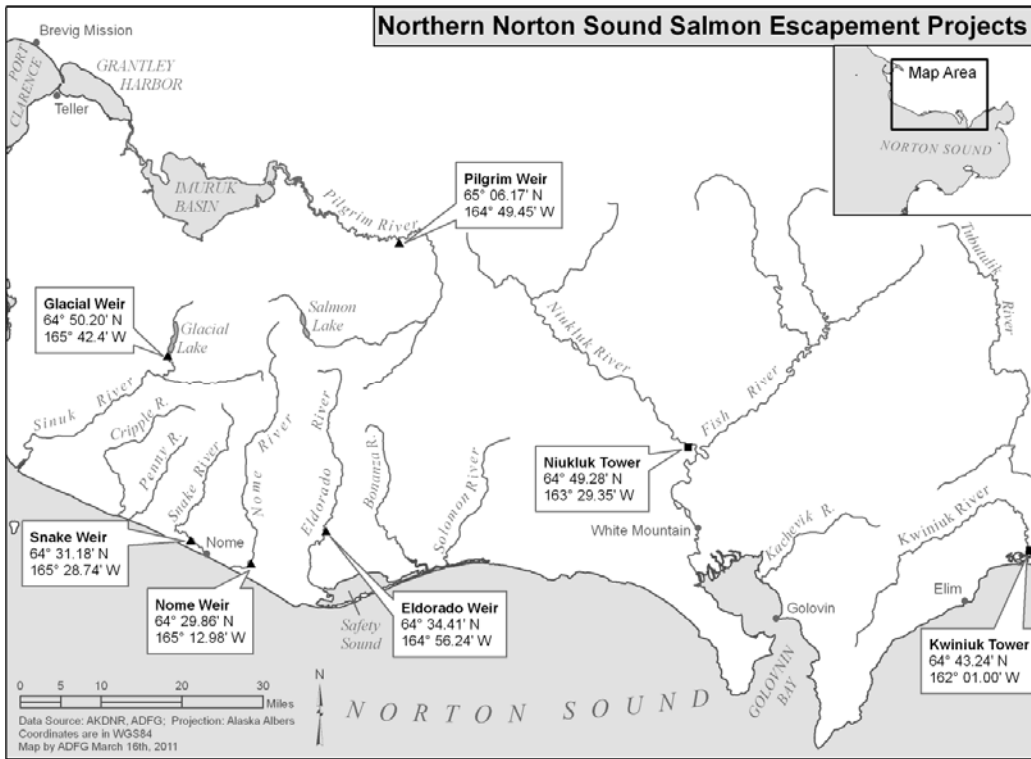 Northern Norton Sound Salmon Escapement Projects
Brevig Mission
PORT
CLARENCE
GRANTLEY
HARBOR
Teller
Map Area
NORTON SOUND
IMURUK
BASIN
Pilgrim Weir
65° 06.17' N
164° 49.45' W
Pilgrim River
Tubutulik
River
Glacial Weir
64° 50.20' N
165° 42.4' W
Glacial
Lake
Salmon
Lake
Niukluk River
Sinuk River
Cripple R.
Penny R.
Snake River
Nome River
Eldorado River
Bonanza R.
Solomon River
Fish River
Niukluk Tower
64° 49.28' N
163° 29.35' W
White Mountain
Kachevik R.
Kwiniuk River
Snake Weir
64° 31.18' N
165° 28.74' W
Nome
Nome Weir
64° 29.86' N
165° 12.98' W
Eldorado Weir
64° 34.41' N
164° 56.24' W
Safety
Sound
Golovin
Elim
Kwiniuk Tower
64° 43.24' N
162° 01.00' W
GOLOVNIN
BAY
NORTON SOUND
N
0 5 10 20 30
Miles
Data Source: AKDNR, ADFG; Projection: Alaska Albers
Coordinates are in WGS84
Map by ADFG March 16th, 2011